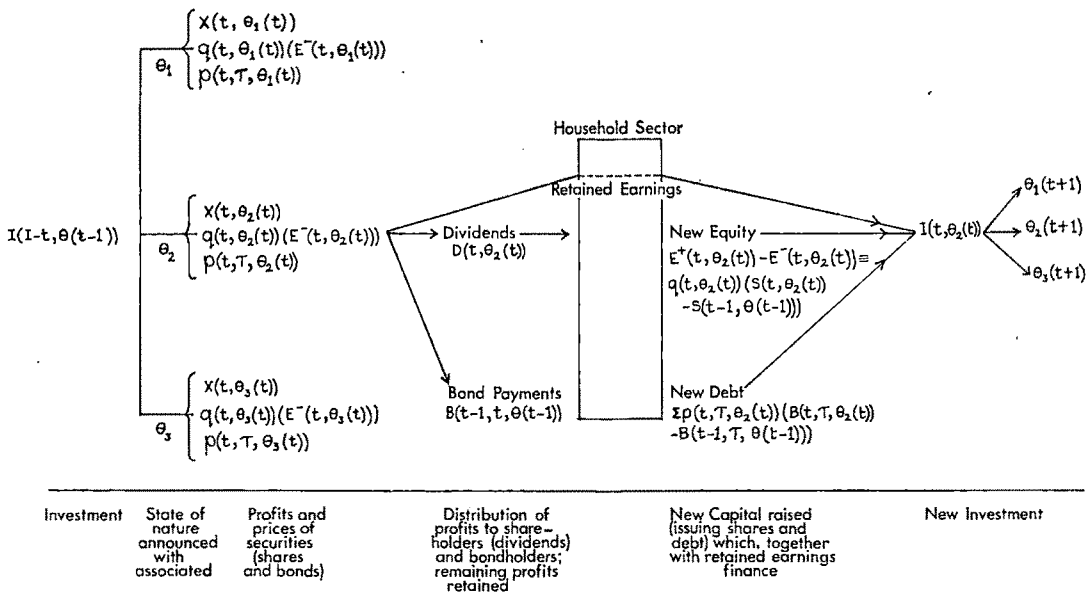 X(t, θ₁(t))
q(t, θ₁(t))(E⁻(t, θ₁(t)))
p(t, τ, θ₁(t))
θ₁
Household Sector
Retained Earnings
I(I-t, θ(t-1))
θ₂
X(t, θ₂(t))
q(t, θ₂(t))(E⁻(t, θ₂(t)))
p(t, τ, θ₂(t))
Dividends
D(t, θ₂(t))
New Equity
E⁺(t, θ₂(t)) - E⁻(t, θ₂(t)) ≡
q(t, θ₂(t)) (S(t, θ₂(t))
-S(t-1, θ(t-1)))
I(t, θ₂(t))
θ₁(t+1)
θ₂(t+1)
θ₃(t+1)
θ₃
X(t, θ₃(t))
q(t, θ₃(t))(E⁻(t, θ₃(t)))
p(t, τ, θ₃(t))
Bond Payments
B(t-1, t, θ(t-1))
New Debt
Σp(t, τ, θ₂(t)) (B(t, τ, θ₂(t))
-B(t-1, τ, θ(t-1)))
Investment
State of
nature
announced
with
associated
Profits and
prices of
securities
(shares
and bonds)
Distribution of
profits to share-
holders (dividends)
and bondholders;
remaining profits
retained
New Capital raised
(issuing shares and
debt) which, together
with retained earnings
finance
New Investment